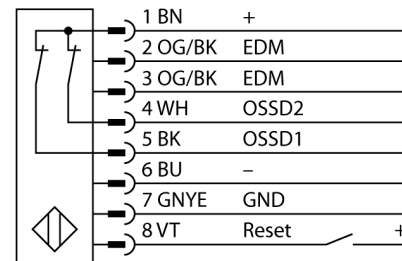 1 BN +
2 OG/BK EDM
3 OG/BK EDM
4 WH OSSD2
5 BK OSSD1
6 BU –
7 GNYE GND
8 VT Reset +